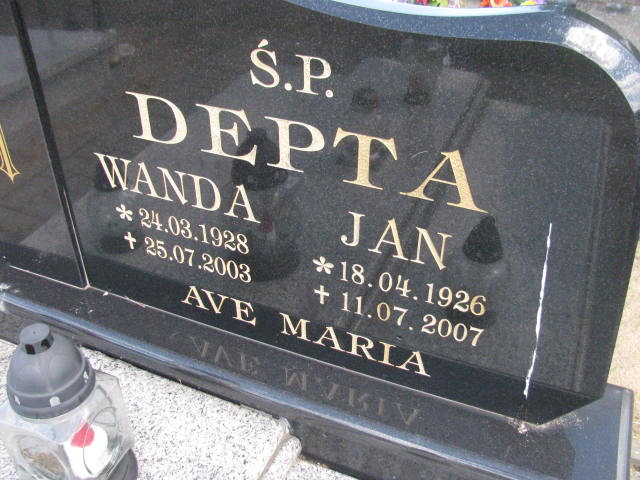 Ś.P.
DEPTA
WANDA
* 24.03.1928
+ 25.07.2003
JAN
* 18.04.1926
+ 11.07.2007
AVE MARIA